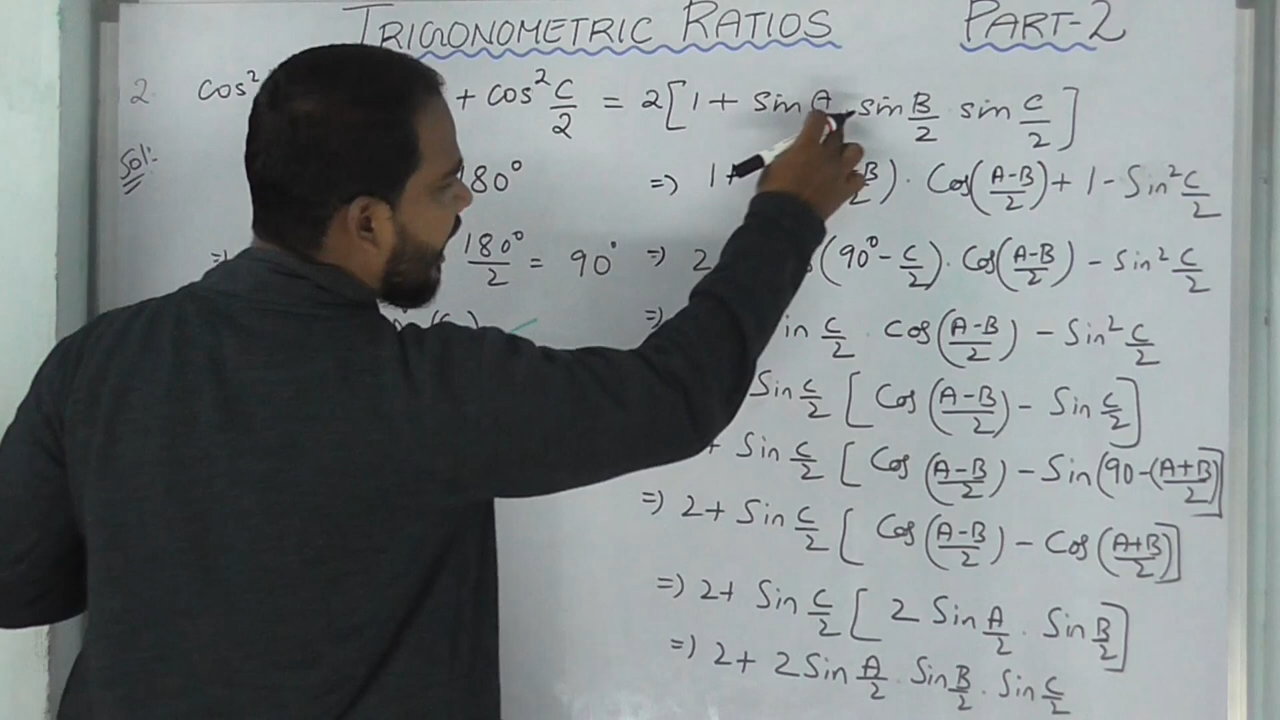 TRIGONOMETRIC RATIOS PART-2
2. cos² + cos² C/2 = 2[1 + sin A sin B/2 sin C/2]
Sol:
180° => 1+ B/2) . Cos(A-B/2) + 1 - Sin² C/2
=> 180°/2 = 90° => 2 (90° - C/2) . Cos(A-B/2) - Sin² C/2
=> in C/2 . Cos(A-B/2) - Sin² C/2
Sin C/2 [Cos(A-B/2) - Sin C/2]
+ Sin C/2 [Cos(A-B/2) - Sin(90-(A+B/2)]
=> 2+ Sin C/2 [Cos(A-B/2) - Cos(A+B/2)]
=> 2+ Sin C/2 [2 Sin A/2 . Sin B/2]
=> 2+ 2 Sin A/2 . Sin B/2 . Sin C/2